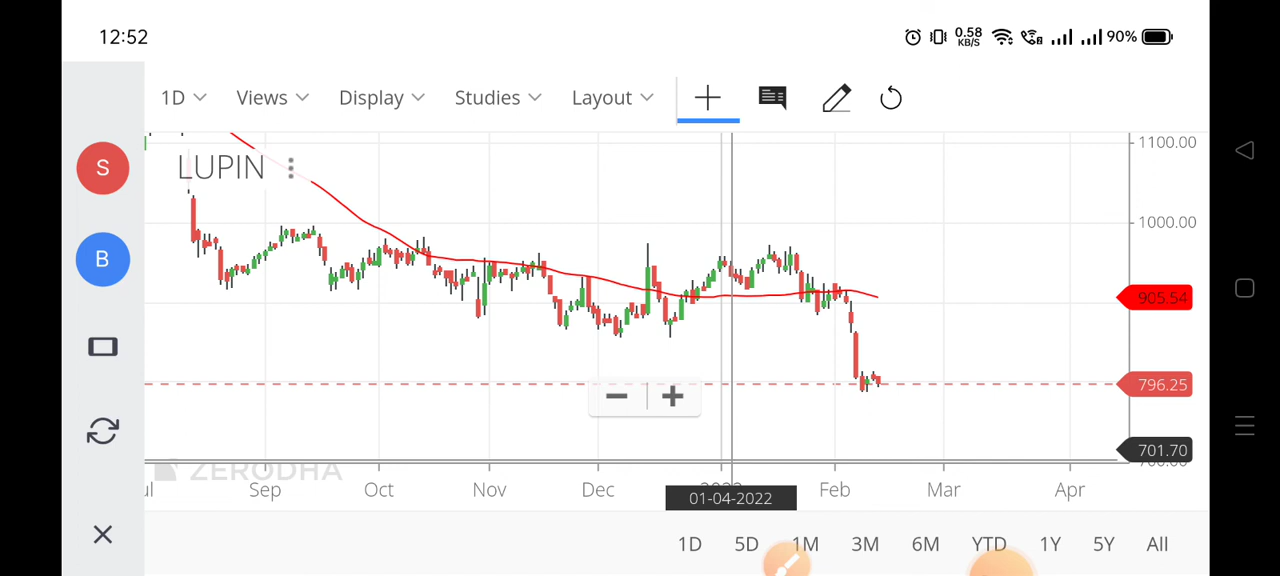 12:52
0.58
KB/S
90%
1D Views Display Studies Layout
S
LUPIN
B
1100.00
1000.00
905.54
796.25
701.70
ZERODHA
Sep Oct Nov Dec Feb Mar Apr
01-04-2022
1D 5D 1M 3M 6M YTD 1Y 5Y All